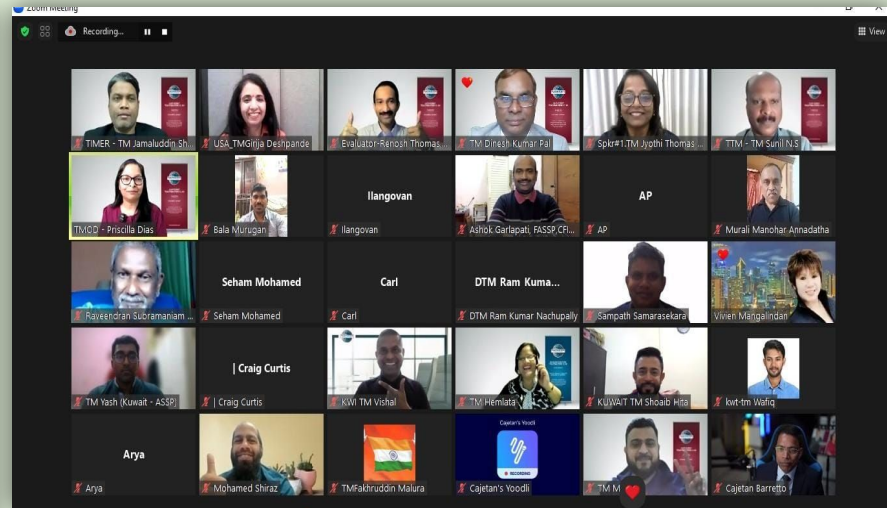 Zoom Meeting
Recording...
View
TIMER - TM Jamaluddin Sh...
USA_TMGirija Deshpande
Evaluator-Renosh Thomas
TM Dinesh Kumar Pal
Spkr#1.TM Jyothi Thomas ...
TTM - TM Sunil N.S
TMOD - Priscilla Dias
Bala Murugan
Ilangovan
Ilangovan
Ashok Garlapati, FASSP,CFI...
AP
AP
Murali Manohar Annadatha
Raveendran Subramaniam ...
Seham Mohamed
Seham Mohamed
Carl
Carl
DTM Ram Kuma...
DTM Ram Kumar Nachupally
Sampath Samarasekara
Vivien Mangalindan
TM Yash (Kuwait - ASSP)
| Craig Curtis
| Craig Curtis
KWI TM Vishal
TM Hemlata
KUWAIT TM Shoaib Hita
kwt-tm Wafiq
Arya
Arya
Mohamed Shiraz
TMFakhruddin Malura
Cajetan's Yoodli
RECORDING
Cajetan's Yoodli
TM M
Cajetan Barretto